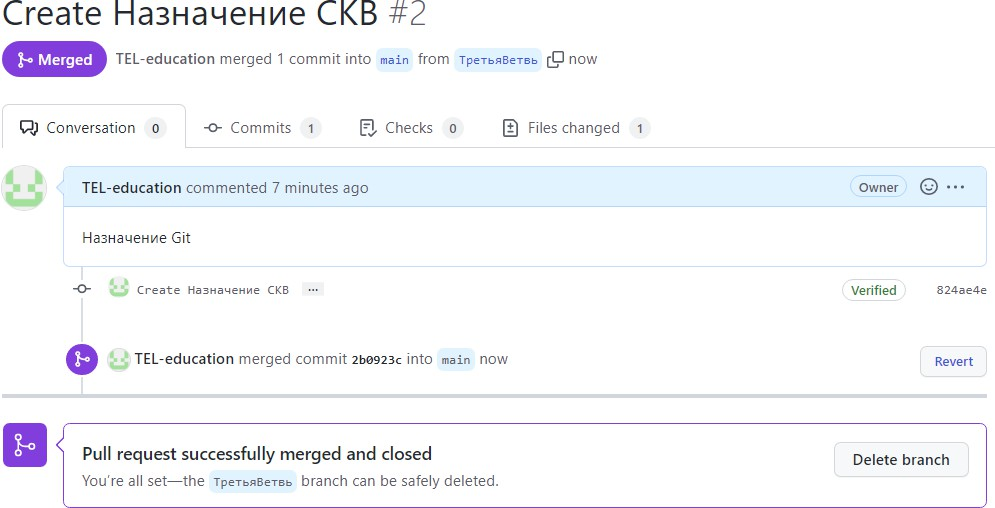 Create Назначение СКВ #2
Merged TEL-education merged 1 commit into main from ТретьяВетвь now
Conversation 0 Commits 1 Checks 0 Files changed 1
TEL-education commented 7 minutes ago Owner
Назначение Git
Create Назначение СКВ ... Verified 824ae4e
TEL-education merged commit 2b0923c into main now Revert
Pull request successfully merged and closed
You're all set—the ТретьяВетвь branch can be safely deleted. Delete branch